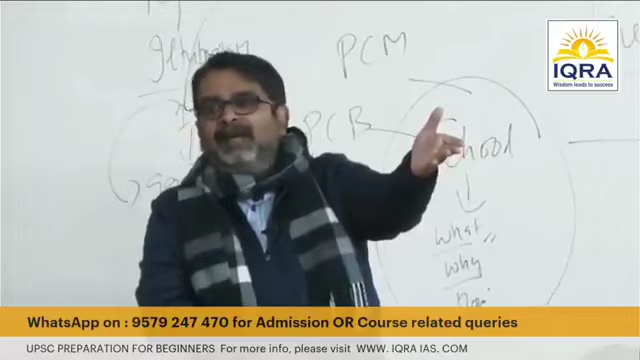 PCM
IQRA
Wisdom leads to success
PCB
what
why
WhatsApp on : 9579 247 470 for Admission OR Course related queries
UPSC PREPARATION FOR BEGINNERS For more info, please visit WWW. IQRA IAS. COM